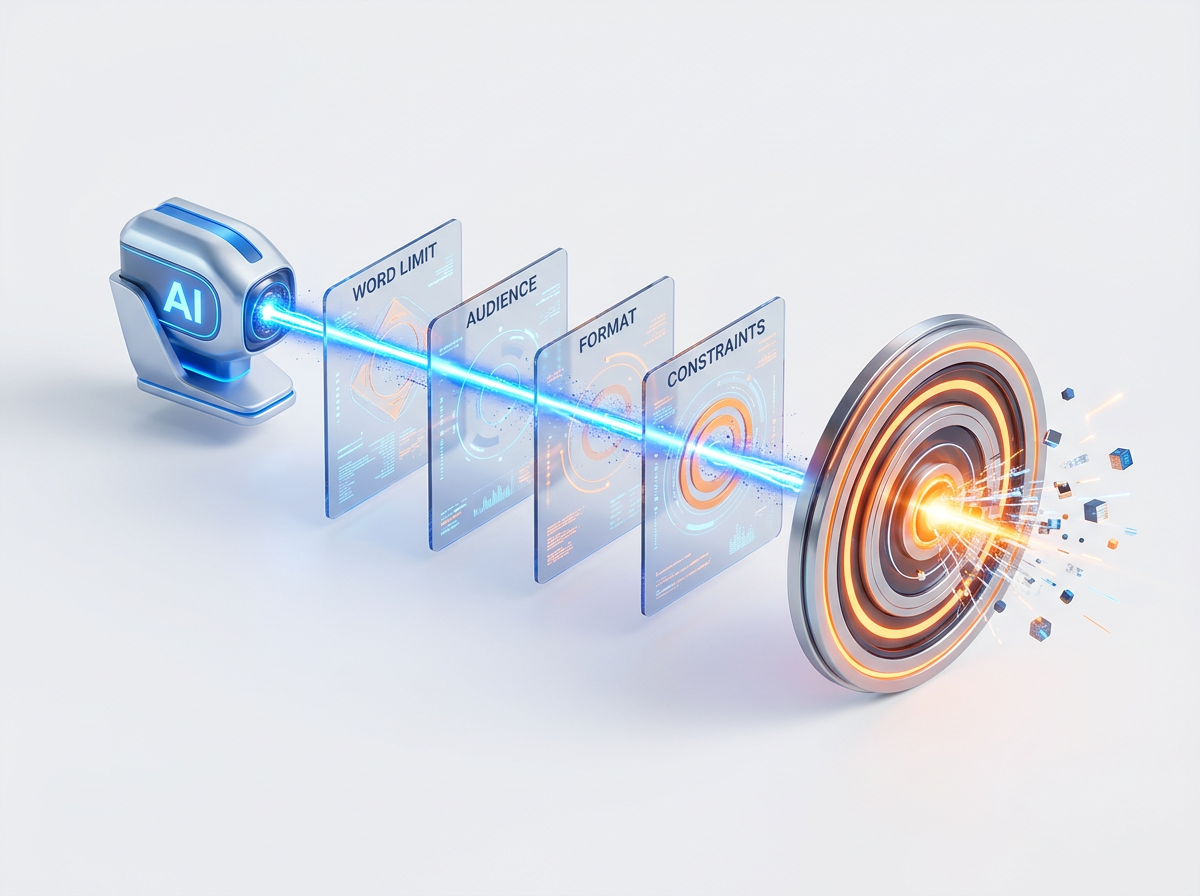 AI
WORD LIMIT
AUDIENCE
FORMAT
CONSTRAINTS